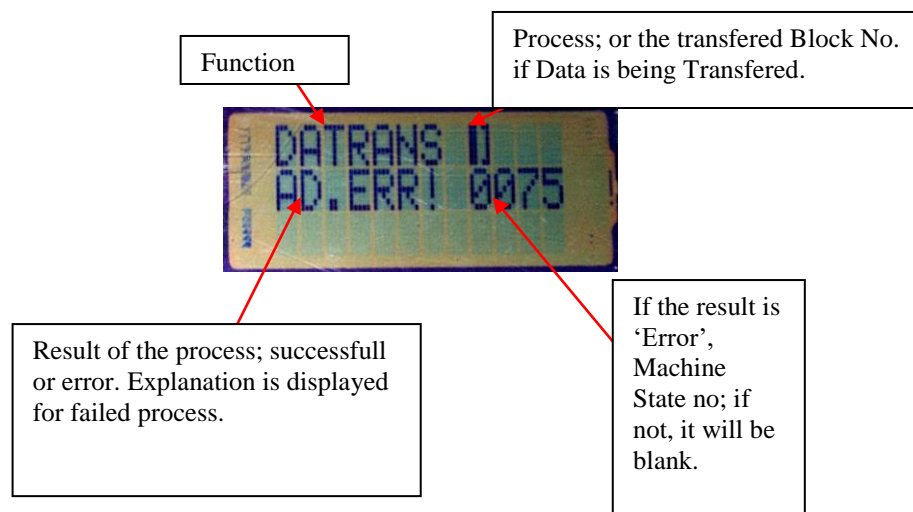 Function
Process; or the transfered Block No.
if Data is being Transfered.
DATRANS D
AD.ERR! 0075
Result of the process; successfull
or error. Explanation is displayed
for failed process.
If the result is
‘Error’,
Machine
State no; if
not, it will be
blank.